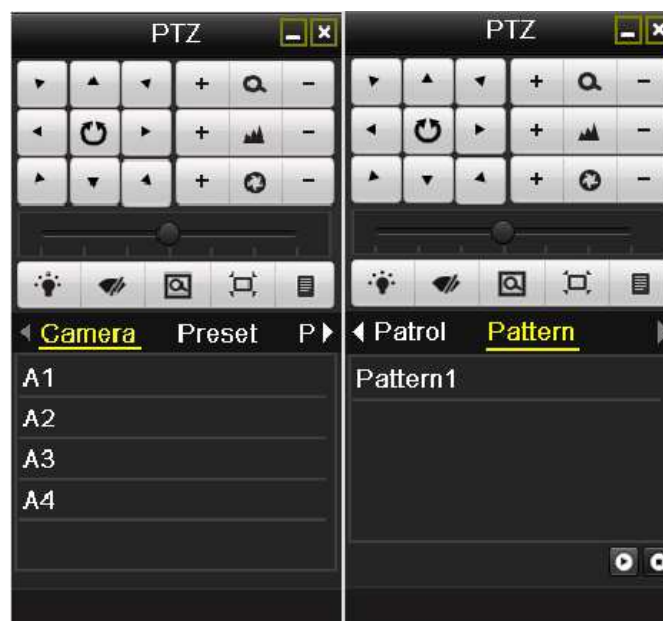 PTZ
Camera Preset P
A1
A2
A3
A4
PTZ
Patrol Pattern
Pattern1